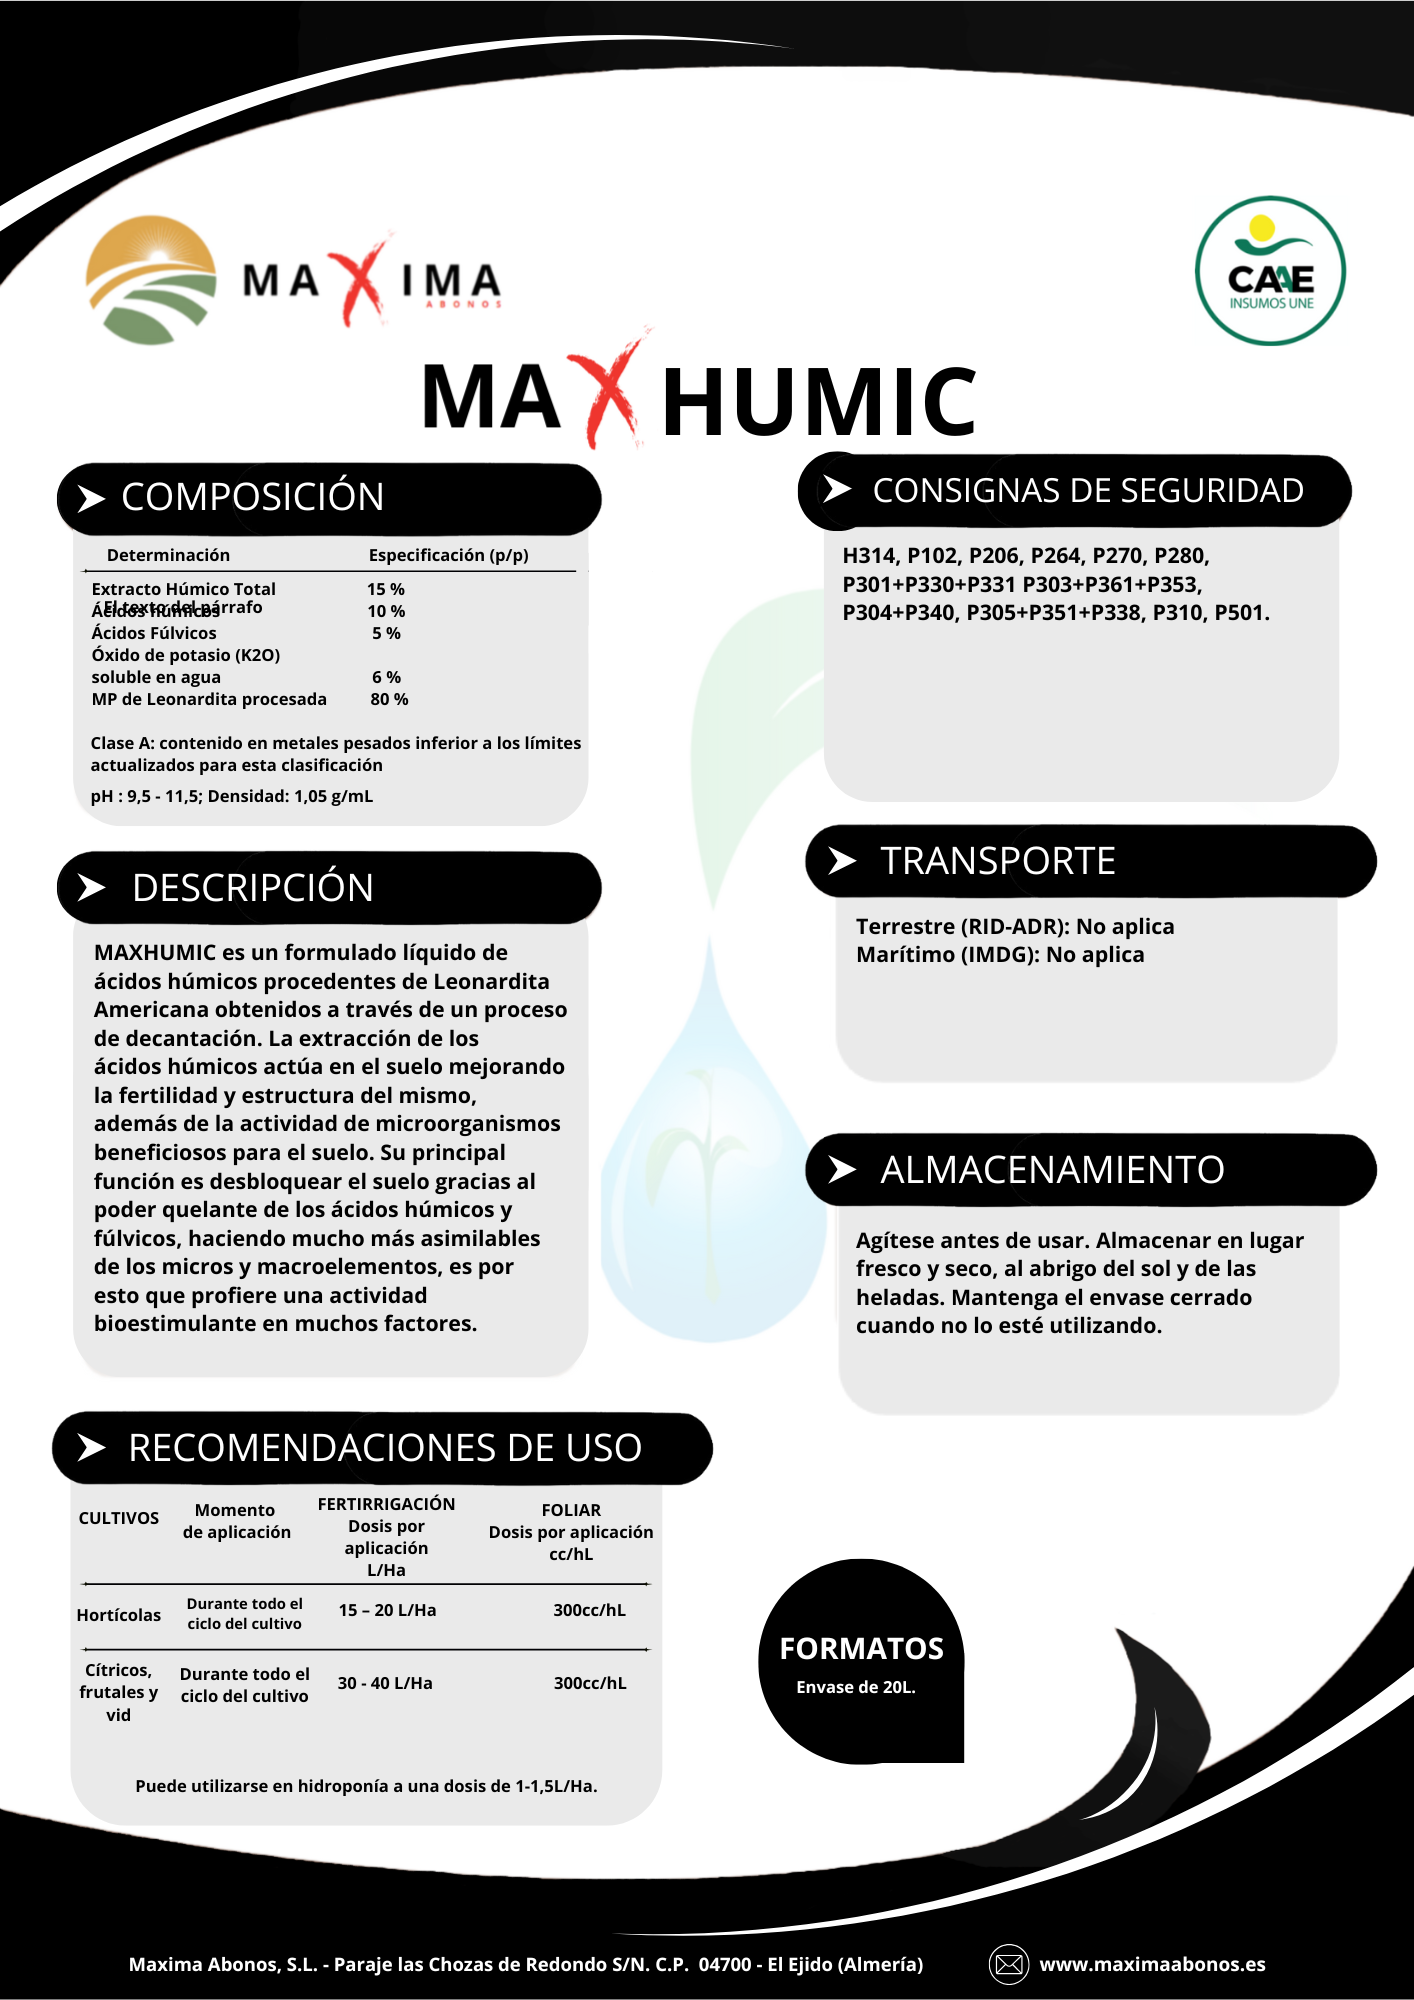 MAXIMA
ABONOS
CAAE
INSUMOS UNE
MAXHUMIC
COMPOSICIÓN
Determinación Especificación (p/p)
Extracto Húmico Total 15 %
El texto del párrafo
Ácidos húmicos 10 %
Ácidos Fúlvicos 5 %
Óxido de potasio (K2O)
soluble en agua 6 %
MP de Leonardita procesada 80 %
Clase A: contenido en metales pesados inferior a los límites
actualizados para esta clasificación
pH : 9,5 - 11,5; Densidad: 1,05 g/mL
DESCRIPCIÓN
MAXHUMIC es un formulado líquido de
ácidos húmicos procedentes de Leonardita
Americana obtenidos a través de un proceso
de decantación. La extracción de los
ácidos húmicos actúa en el suelo mejorando
la fertilidad y estructura del mismo,
además de la actividad de microorganismos
beneficiosos para el suelo. Su principal
función es desbloquear el suelo gracias al
poder quelante de los ácidos húmicos y
fúlvicos, haciendo mucho más asimilables
de los micros y macroelementos, es por
esto que profiere una actividad
bioestimulante en muchos factores.
CONSIGNAS DE SEGURIDAD
H314, P102, P206, P264, P270, P280,
P301+P330+P331 P303+P361+P353,
P304+P340, P305+P351+P338, P310, P501.
TRANSPORTE
Terrestre (RID-ADR): No aplica
Marítimo (IMDG): No aplica
ALMACENAMIENTO
Agítese antes de usar. Almacenar en lugar
fresco y seco, al abrigo del sol y de las
heladas. Mantenga el envase cerrado
cuando no lo esté utilizando.
RECOMENDACIONES DE USO
CULTIVOS
Momento
de aplicación
FERTIRRIGACIÓN
Dosis por
aplicación
L/Ha
FOLIAR
Dosis por aplicación
cc/hL
Hortícolas
Durante todo el
ciclo del cultivo
15 – 20 L/Ha
300cc/hL
Cítricos,
frutales y
vid
Durante todo el
ciclo del cultivo
30 - 40 L/Ha
300cc/hL
Puede utilizarse en hidroponía a una dosis de 1-1,5L/Ha.
FORMATOS
Envase de 20L.
Maxima Abonos, S.L. - Paraje las Chozas de Redondo S/N. C.P. 04700 - El Ejido (Almería)
www.maximaabonos.es